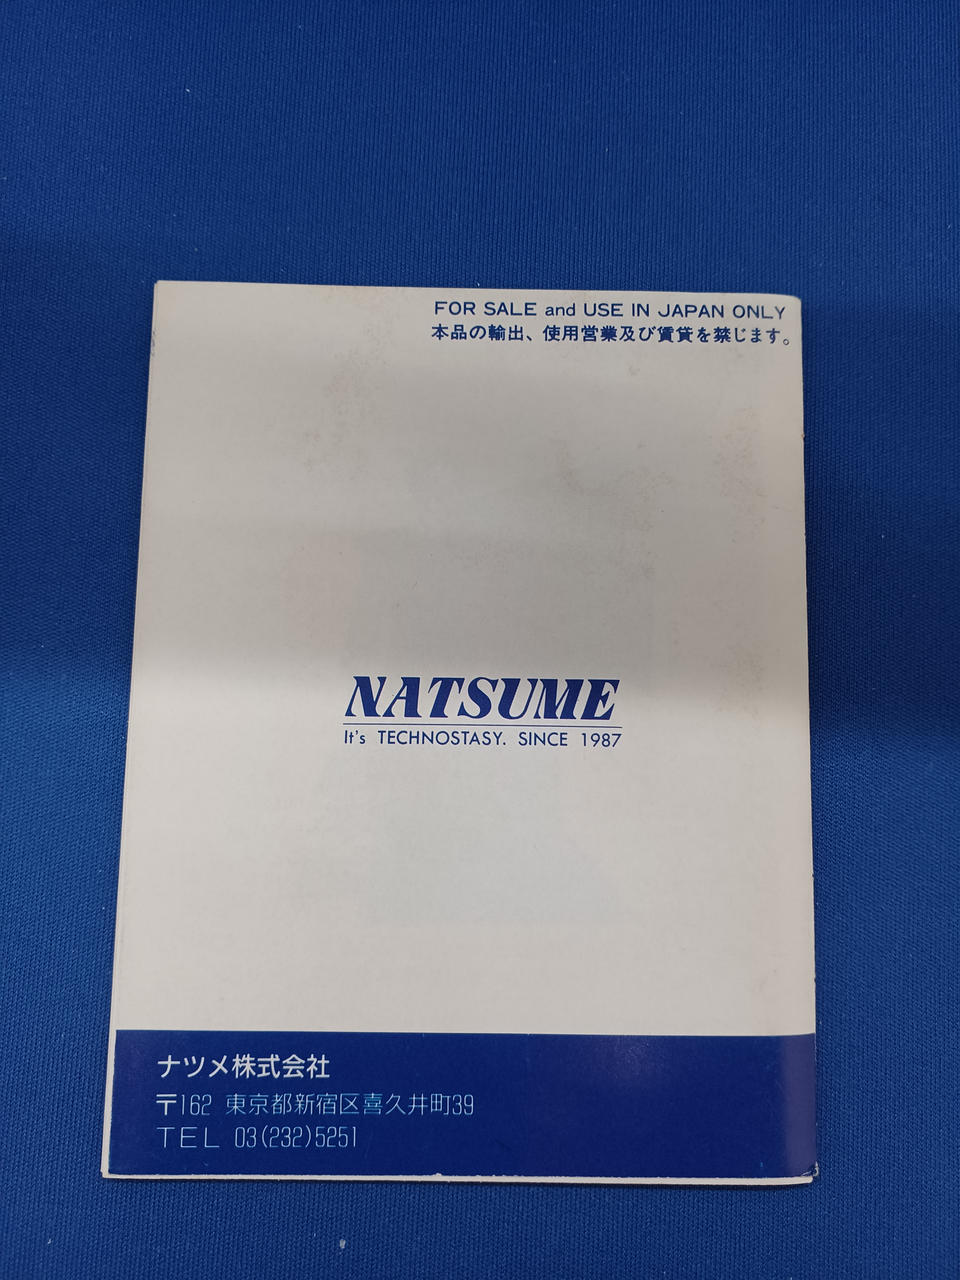 FOR SALE and USE IN JAPAN ONLY
本品の輸出、使用営業及び賃貸を禁じます。
NATSUME
It's TECHNOSTASY. SINCE 1987
ナツメ株式会社
〒162 東京都新宿区喜久井町39
TEL 03(232)5251